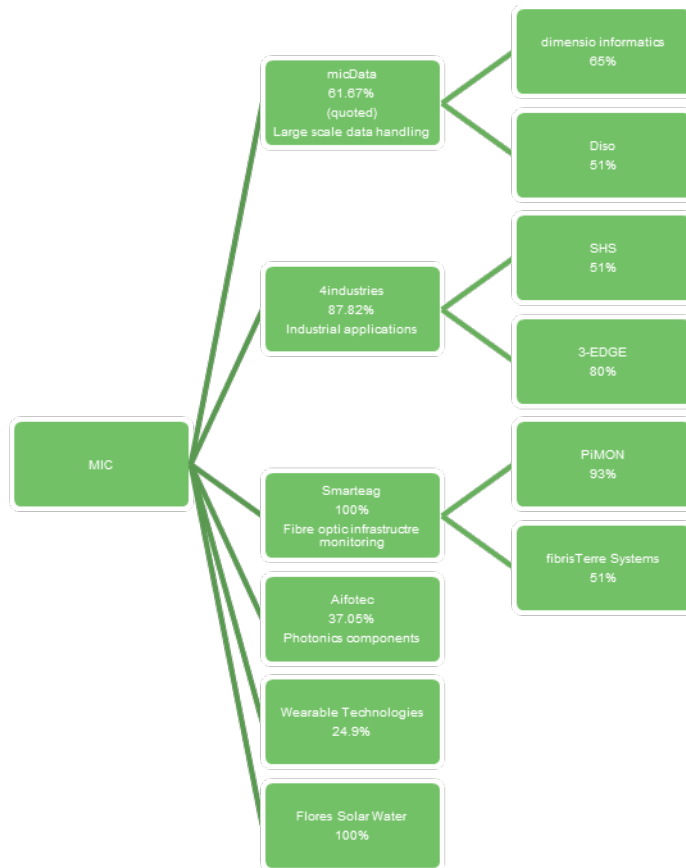 dimensio informatics
65%
micData
61.67%
(quoted)
Large scale data handling
Diso
51%
SHS
51%
4industries
87.82%
Industrial applications
3-EDGE
80%
MIC
PiMON
93%
Smarteag
100%
Fibre optic infrastructre
monitoring
fibrisTerre Systems
51%
Aifotec
37.05%
Photonics components
Wearable Technologies
24.9%
Flores Solar Water
100%